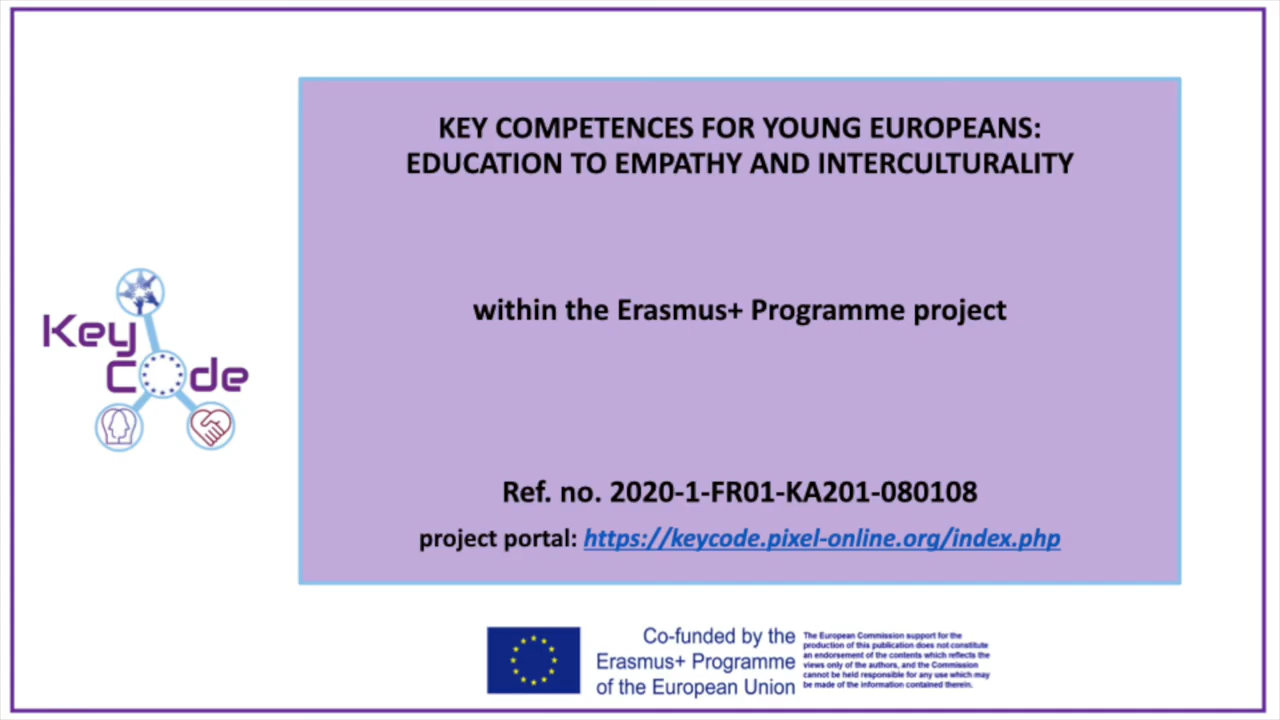 KEY COMPETENCES FOR YOUNG EUROPEANS:
EDUCATION TO EMPATHY AND INTERCULTURALITY
within the Erasmus+ Programme project
Key
Code
Ref. no. 2020-1-FR01-KA201-080108
project portal: https://keycode.pixel-online.org/index.php
Co-funded by the
Erasmus+ Programme
of the European Union
The European Commission support for the
production of this publication does not constitute
an endorsement of the contents which reflects the
views only of the authors, and the Commission
cannot be held responsible for any use which may
be made of the information contained therein.